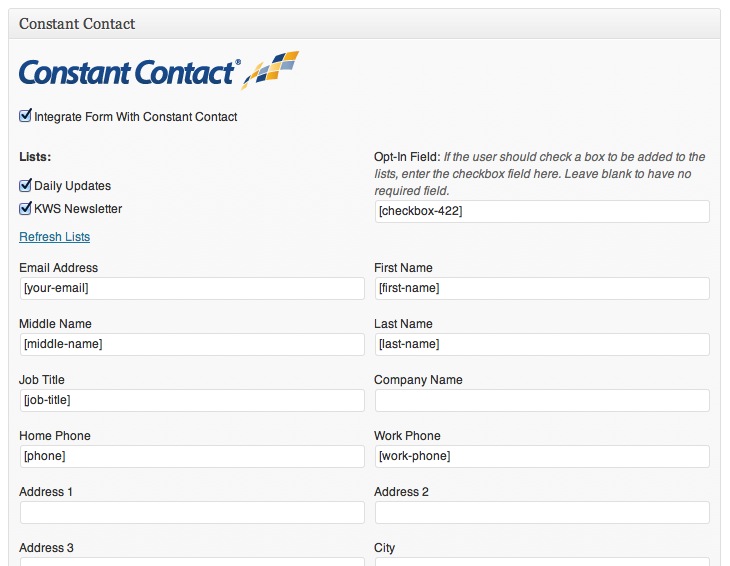 Constant Contact
Constant Contact®
Integrate Form With Constant Contact
Lists:
Daily Updates
KWS Newsletter
Refresh Lists
Opt-In Field: If the user should check a box to be added to the
lists, enter the checkbox field here. Leave blank to have no
required field.
[checkbox-422]
Email Address
[your-email]
First Name
[first-name]
Middle Name
[middle-name]
Last Name
[last-name]
Job Title
[job-title]
Company Name
Home Phone
[phone]
Work Phone
[work-phone]
Address 1
Address 2
Address 3
City